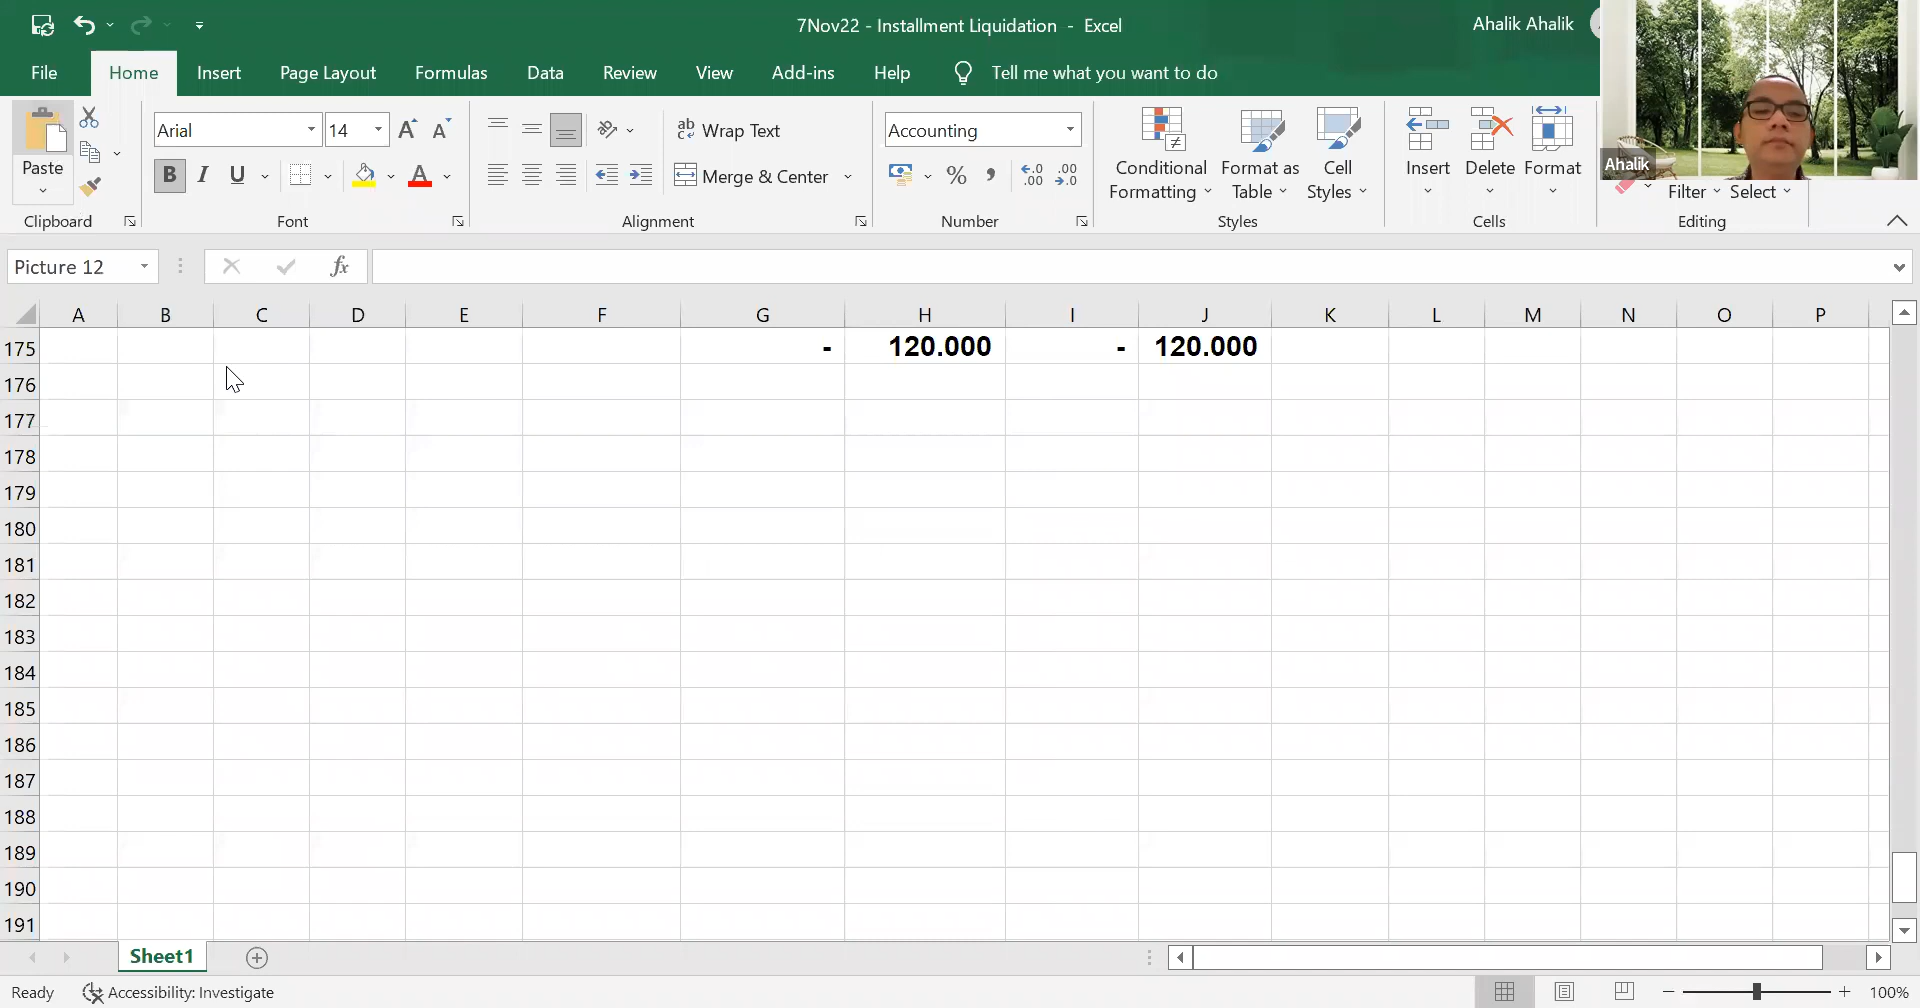 7Nov22 - Installment Liquidation - Excel
Ahalik Ahalik
File Home Insert Page Layout Formulas Data Review View Add-ins Help Tell me what you want to do
Paste
Clipboard
Arial 14
B I U A
Font
ab Wrap Text
Merge & Center
Alignment
Accounting
% , .00
Number
Conditional Formatting
Format as Table
Cell Styles
Styles
Insert Delete Format
Cells
Ahalik
Filter Select
Editing
Picture 12 fx
A B C D E F G H I J K L M N O P
175 - 120.000 - 120.000
176
177
178
179
180
181
182
183
184
185
186
187
188
189
190
191
Sheet1
Ready Accessibility: Investigate 100%